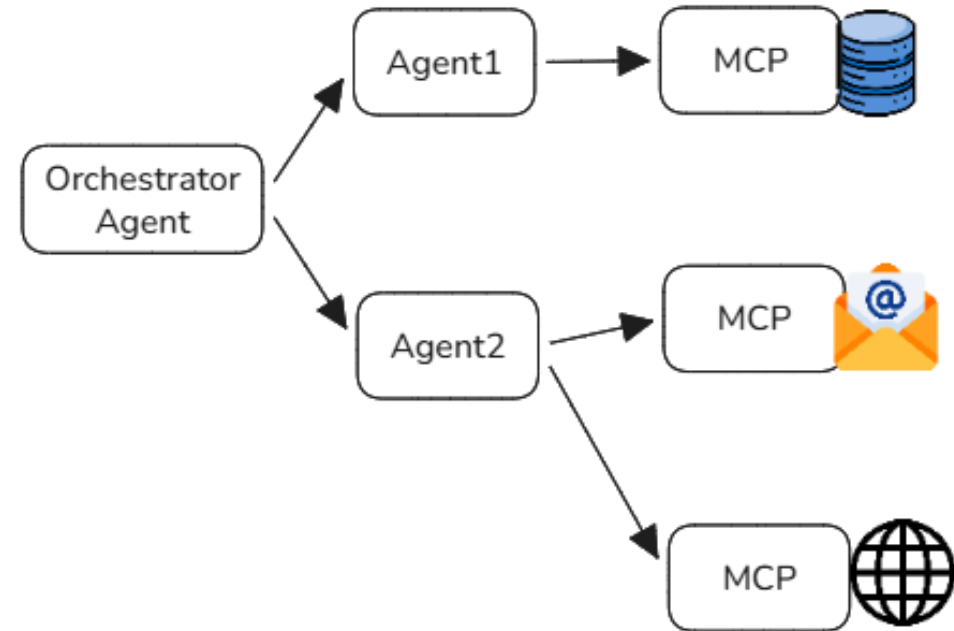 Agent1
MCP
Orchestrator
Agent
Agent2
MCP
@
MCP